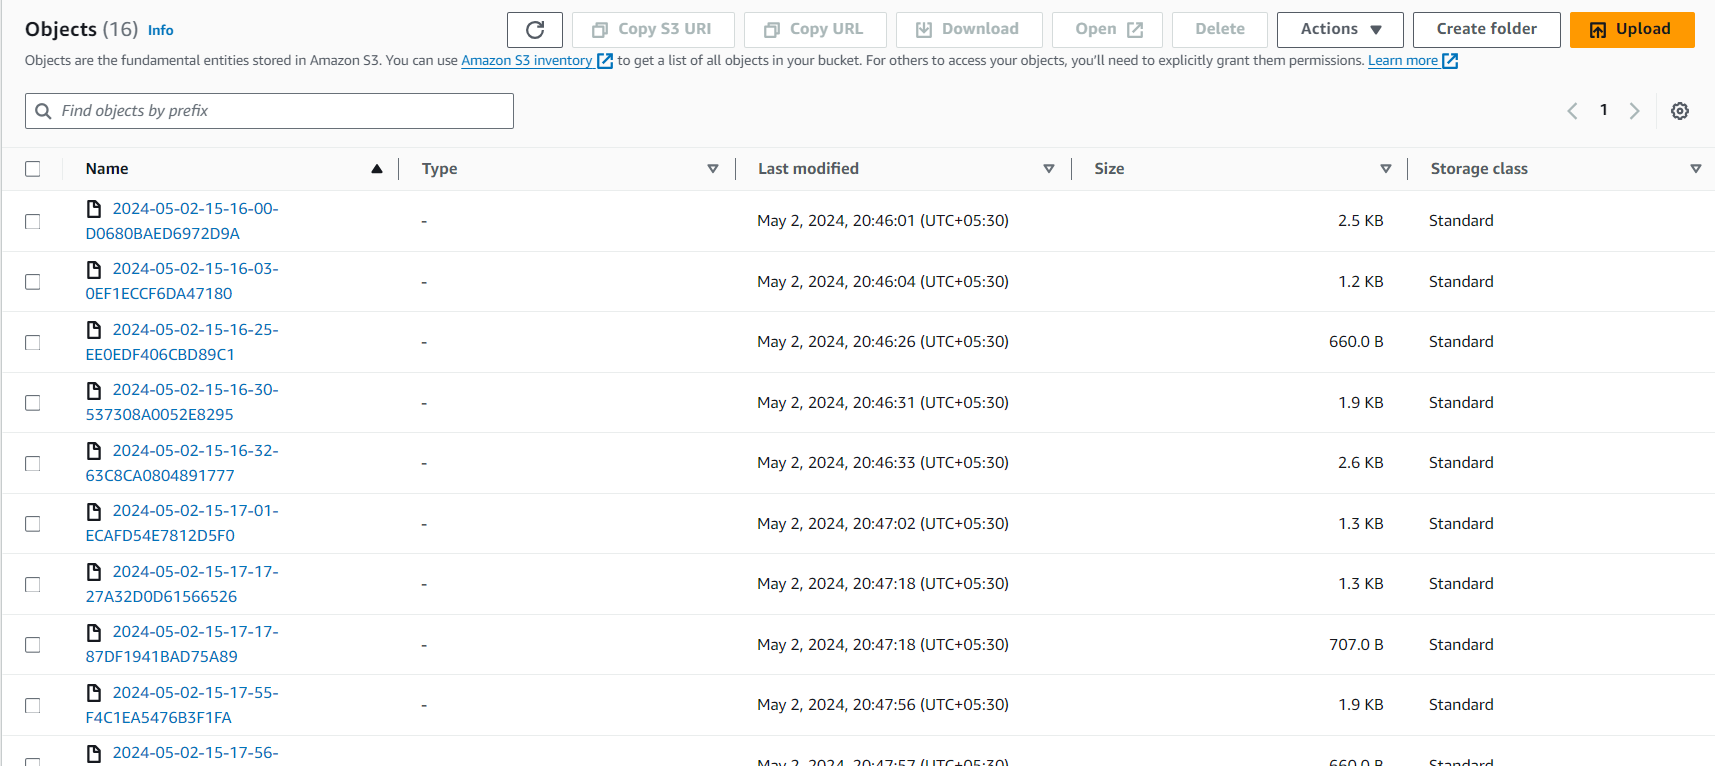 Objects (16) Info
Copy S3 URI Copy URL Download Open Delete Actions Create folder Upload
Objects are the fundamental entities stored in Amazon S3. You can use Amazon S3 inventory to get a list of all objects in your bucket. For others to access your objects, you'll need to explicitly grant them permissions. Learn more
Find objects by prefix
1
Name Type Last modified Size Storage class
2024-05-02-15-16-00-
D0680BAED6972D9A
- May 2, 2024, 20:46:01 (UTC+05:30) 2.5 KB Standard
2024-05-02-15-16-03-
0EF1ECCF6DA47180
- May 2, 2024, 20:46:04 (UTC+05:30) 1.2 KB Standard
2024-05-02-15-16-25-
EE0EDF406CBD89C1
- May 2, 2024, 20:46:26 (UTC+05:30) 660.0 B Standard
2024-05-02-15-16-30-
537308A0052E8295
- May 2, 2024, 20:46:31 (UTC+05:30) 1.9 KB Standard
2024-05-02-15-16-32-
63C8CA0804891777
- May 2, 2024, 20:46:33 (UTC+05:30) 2.6 KB Standard
2024-05-02-15-17-01-
ECAFD54E7812D5F0
- May 2, 2024, 20:47:02 (UTC+05:30) 1.3 KB Standard
2024-05-02-15-17-17-
27A32D0D61566526
- May 2, 2024, 20:47:18 (UTC+05:30) 1.3 KB Standard
2024-05-02-15-17-17-
87DF1941BAD75A89
- May 2, 2024, 20:47:18 (UTC+05:30) 707.0 B Standard
2024-05-02-15-17-55-
F4C1EA5476B3F1FA
- May 2, 2024, 20:47:56 (UTC+05:30) 1.9 KB Standard
2024-05-02-15-17-56-
May 2, 2024, 20:47:57 (UTC+05:30) 660.0 B Standard